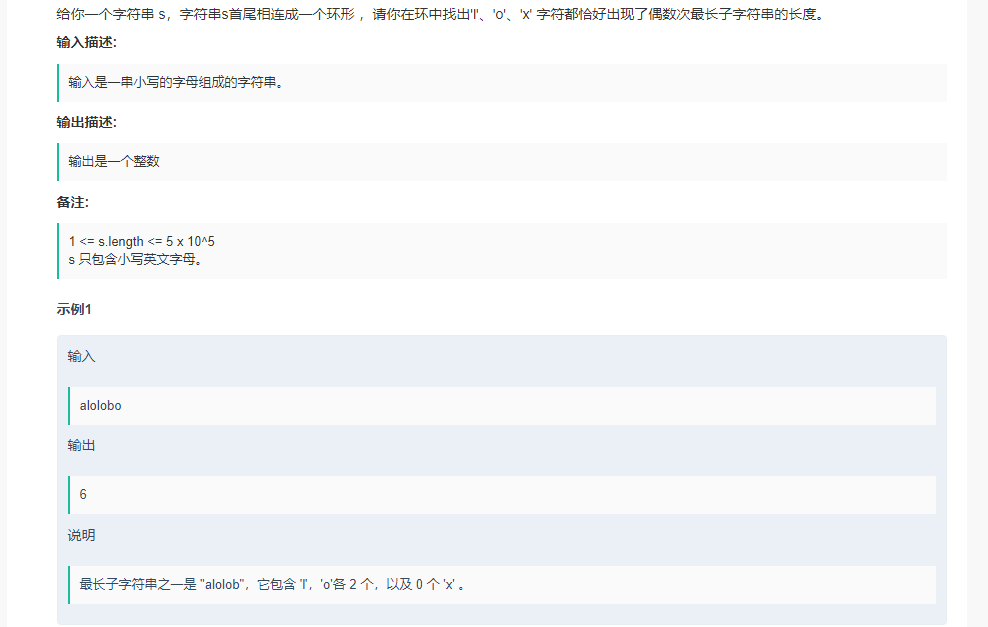 给你一个字符串 s，字符串s首尾相连成一个环形 ，请你在环中找出'l'、'o'、'x' 字符都恰好出现了偶数次最长子字符串的长度。
输入描述:
输入是一串小写的字母组成的字符串。
输出描述:
输出是一个整数
备注:
1 <= s.length <= 5 x 10^5
s 只包含小写英文字母。
示例1
输入
alolobo
输出
6
说明
最长子字符串之一是 "alolob"，它包含 'l'，'o'各 2 个，以及 0 个 'x' 。